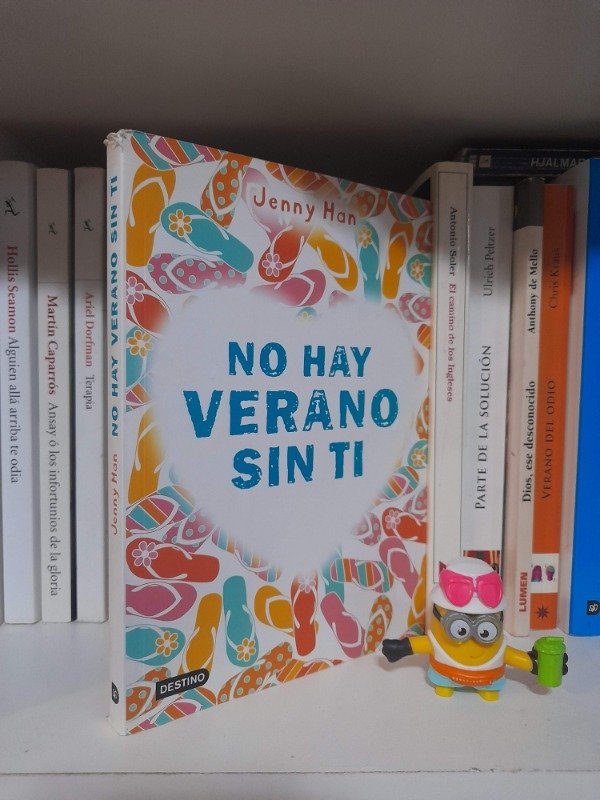 Hollis Seamon Alguien allá arriba te odia
Martín Caparrós Ansay ó los infortunios de la gloria
Ariel Dorfman Terapia
Jenny Han NO HAY VERANO SIN TI
Jenny Han
NO HAY
VERANO
SIN TI
DESTINO
Antonio Soler El camino de los Ingleses
Ulrich Peltzer
PARTE DE LA SOLUCIÓN
Anthony de Mello
Dios, ese desconocido
LUMEN
VERANO DEL ODIO
HJALMAR